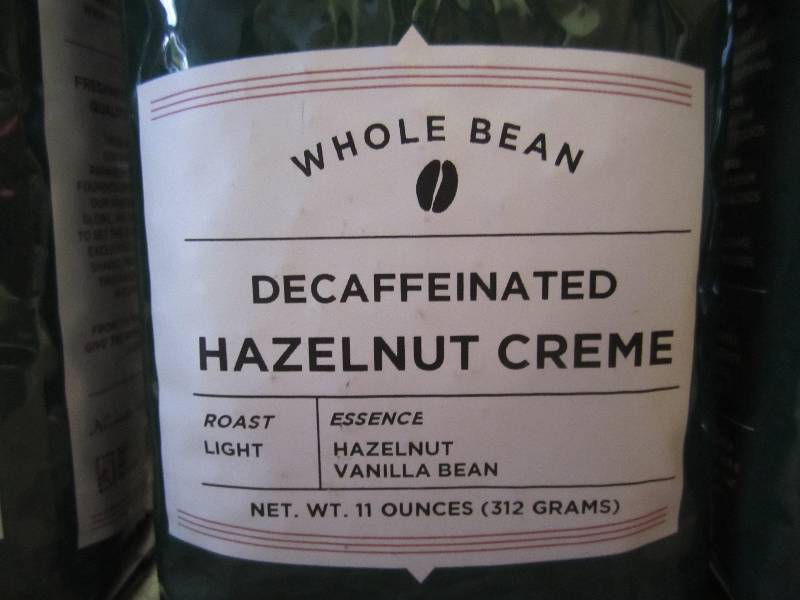 WHOLE BEAN
DECAFFEINATED
HAZELNUT CREME
ROAST
LIGHT
ESSENCE
HAZELNUT
VANILLA BEAN
NET. WT. 11 OUNCES (312 GRAMS)